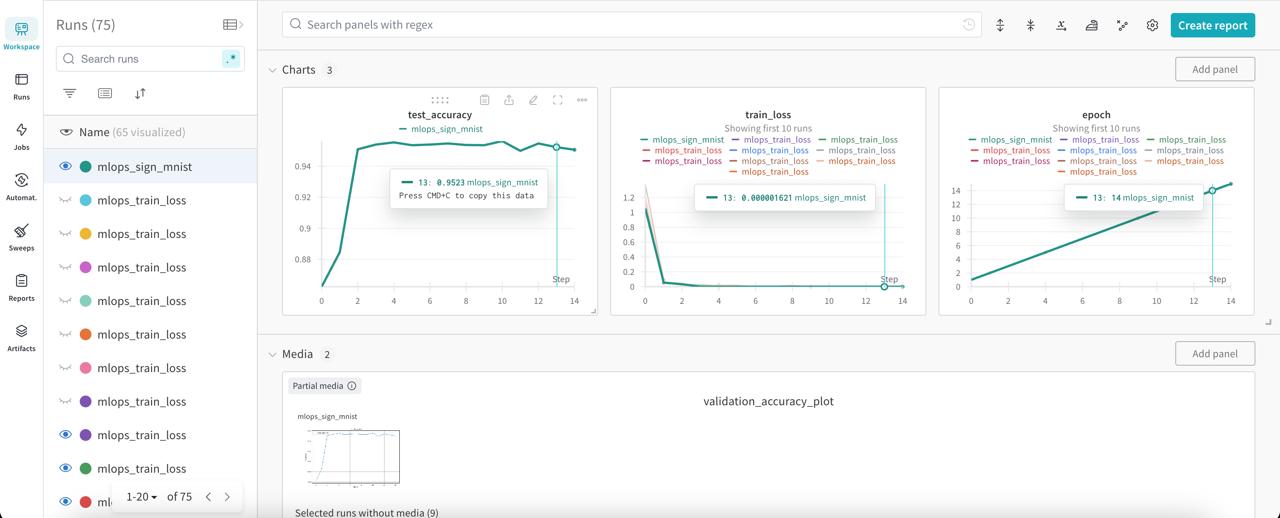 Workspace
Runs
Jobs
Automat.
Sweeps
Reports
Artifacts
Runs (75)
Search runs
.*
Name (65 visualized)
mlops_sign_mnist
mlops_train_loss
mlops_train_loss
mlops_train_loss
mlops_train_loss
mlops_train_loss
mlops_train_loss
mlops_train_loss
mlops_train_loss
mlops_train_loss
1-20 of 75
Search panels with regex
Create report
Charts 3
Add panel
test_accuracy
mlops_sign_mnist
0.94
0.92
0.9
0.88
13: 0.9523 mlops_sign_mnist
Press CMD+C to copy this data
Step
0 2 4 6 8 10 12 14
train_loss
Showing first 10 runs
mlops_sign_mnist mlops_train_loss mlops_train_loss
mlops_train_loss mlops_train_loss mlops_train_loss
mlops_train_loss mlops_train_loss mlops_train_loss
mlops_train_loss
1.2
1
0.8
0.6
0.4
0.2
0
13: 0.000001621 mlops_sign_mnist
Step
0 2 4 6 8 10 12 14
epoch
Showing first 10 runs
mlops_sign_mnist mlops_train_loss mlops_train_loss
mlops_train_loss mlops_train_loss mlops_train_loss
mlops_train_loss mlops_train_loss mlops_train_loss
mlops_train_loss
14
12
10
8
6
4
2
0
13: 14 mlops_sign_mnist
Step
0 2 4 6 8 10 12 14
Media 2
Add panel
Partial media
validation_accuracy_plot
mlops_sign_mnist
Selected runs without media (9)